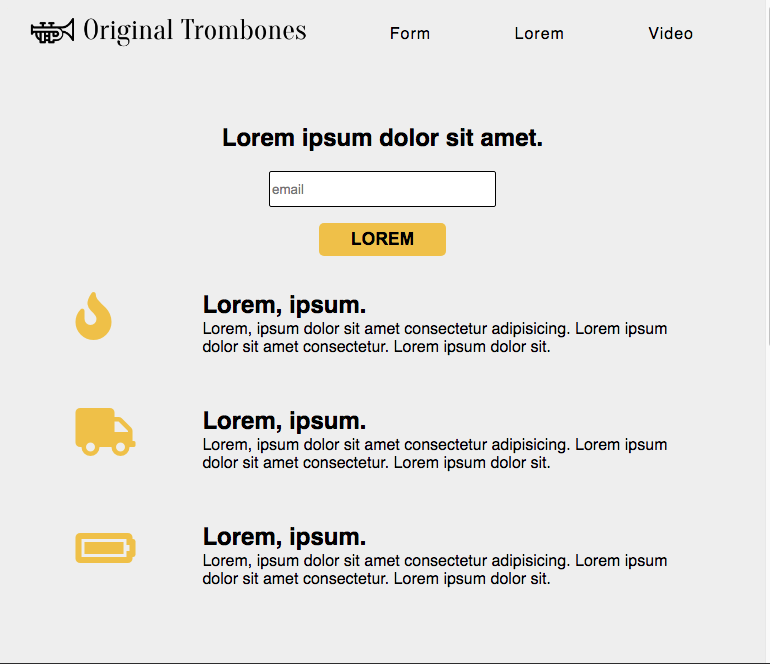 Original Trombones
Form
Lorem
Video
Lorem ipsum dolor sit amet.
email
LOREM
Lorem, ipsum.
Lorem, ipsum dolor sit amet consectetur adipisicing. Lorem ipsum
dolor sit amet consectetur. Lorem ipsum dolor sit.
Lorem, ipsum.
Lorem, ipsum dolor sit amet consectetur adipisicing. Lorem ipsum
dolor sit amet consectetur. Lorem ipsum dolor sit.
Lorem, ipsum.
Lorem, ipsum dolor sit amet consectetur adipisicing. Lorem ipsum
dolor sit amet consectetur. Lorem ipsum dolor sit.